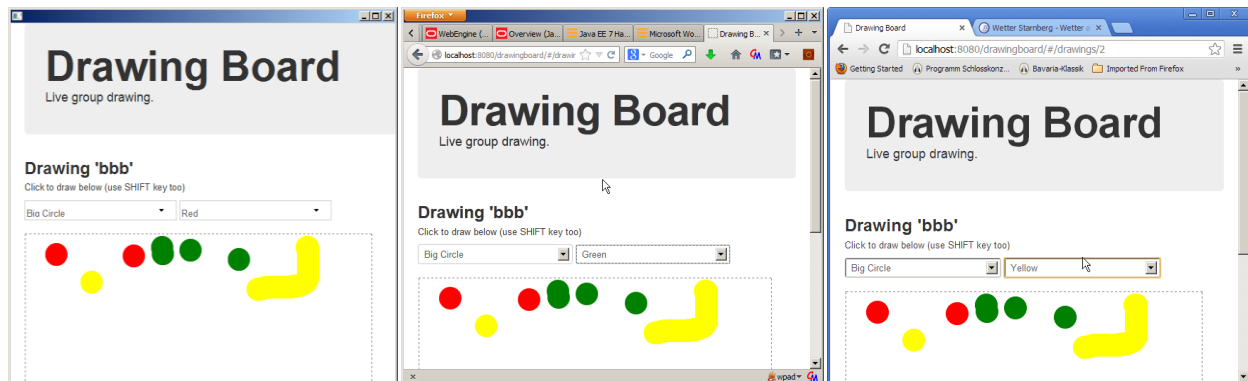 Drawing Board
Live group drawing.
Drawing 'bbb'
Click to draw below (use SHIFT key too)
Big Circle
Red
Firefox
WebEngine (...
Overview (Ja...
Java EE 7 Ha...
Microsoft Wo...
Drawing B...
localhost:8080/drawingboard/#/drawir
Google
Drawing Board
Live group drawing.
Drawing 'bbb'
Click to draw below (use SHIFT key too)
Big Circle
Green
wpad
Drawing Board
Wetter Starnberg - Wetter
localhost:8080/drawingboard/#/drawings/2
Getting Started
Programm Schlosskonz...
Bavaria-Klassik
Imported From Firefox
Drawing Board
Live group drawing.
Drawing 'bbb'
Click to draw below (use SHIFT key too)
Big Circle
Yellow